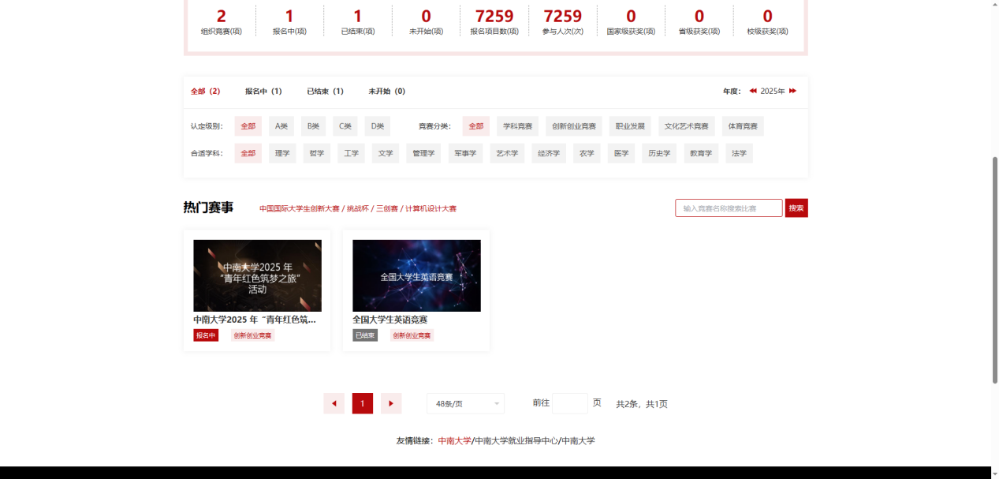 2 1 1 0 7259 7259 0 0 0
组织竞赛(项) 报名中(项) 已结束(项) 未开始(项) 报名项目数(项) 参与人次(次) 国家级获奖(项) 省级获奖(项) 校级获奖(项)
全部（2） 报名中（1） 已结束（1） 未开始（0） 年度： 2025年
认定级别： 全部 A类 B类 C类 D类 竞赛分类： 全部 学科竞赛 创新创业竞赛 职业发展 文化艺术竞赛 体育竞赛
合适学科： 全部 理学 哲学 工学 文学 管理学 军事学 艺术学 经济学 农学 医学 历史学 教育学 法学
热门赛事 中国国际大学生创新大赛 / 挑战杯 / 三创赛 / 计算机设计大赛 输入竞赛名称搜索比赛 搜索
中南大学2025 年
“青年红色筑梦之旅”
活动
全国大学生英语竞赛
中南大学2025 年“青年红色筑... 全国大学生英语竞赛
报名中 创新创业竞赛 已结束 创新创业竞赛
1 48条/页 前往 页 共2条，共1页
友情链接：中南大学/中南大学就业指导中心/中南大学